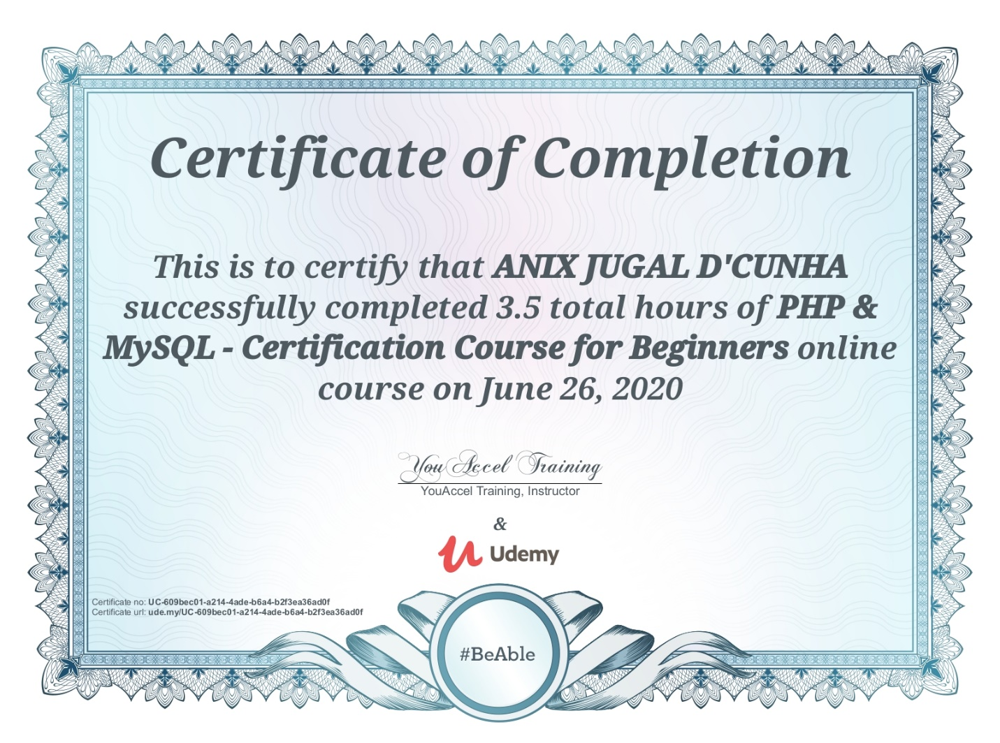 Certificate of Completion
This is to certify that ANIX JUGAL D'CUNHA
successfully completed 3.5 total hours of PHP &
MySQL - Certification Course for Beginners online
course on June 26, 2020
YouAccel Training
YouAccel Training, Instructor
&
Udemy
Certificate no: UC-609bec01-a214-4ade-b6a4-b2f3ea36ad0f
Certificate url: ude.my/UC-609bec01-a214-4ade-b6a4-b2f3ea36ad0f
#BeAble